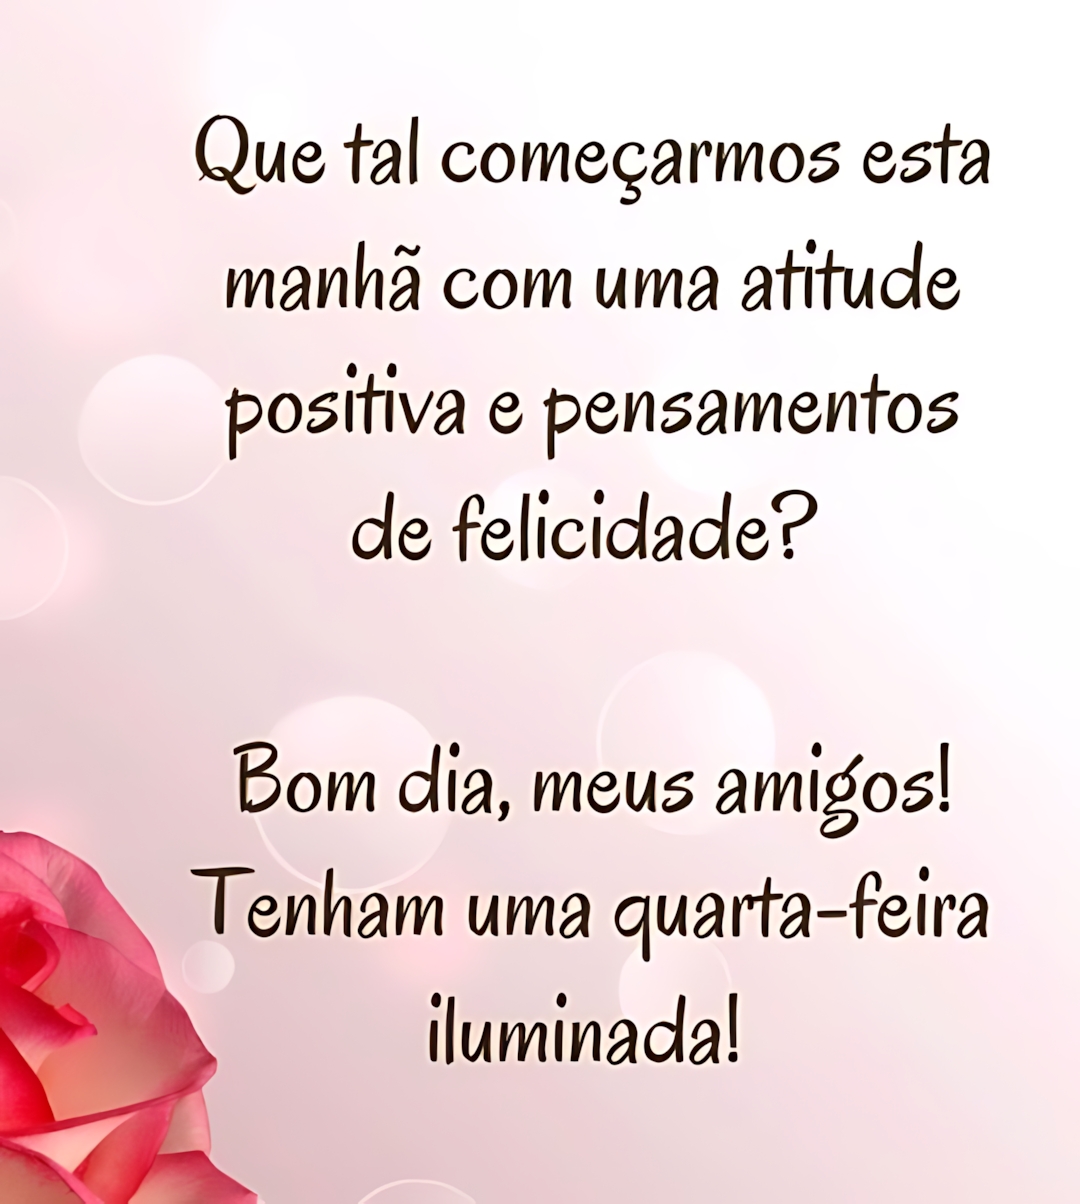 Que tal começarmos esta
manhã com uma atitude
positiva e pensamentos
de felicidade?
Bom dia, meus amigos!
Tenham uma quarta-feira
iluminada!